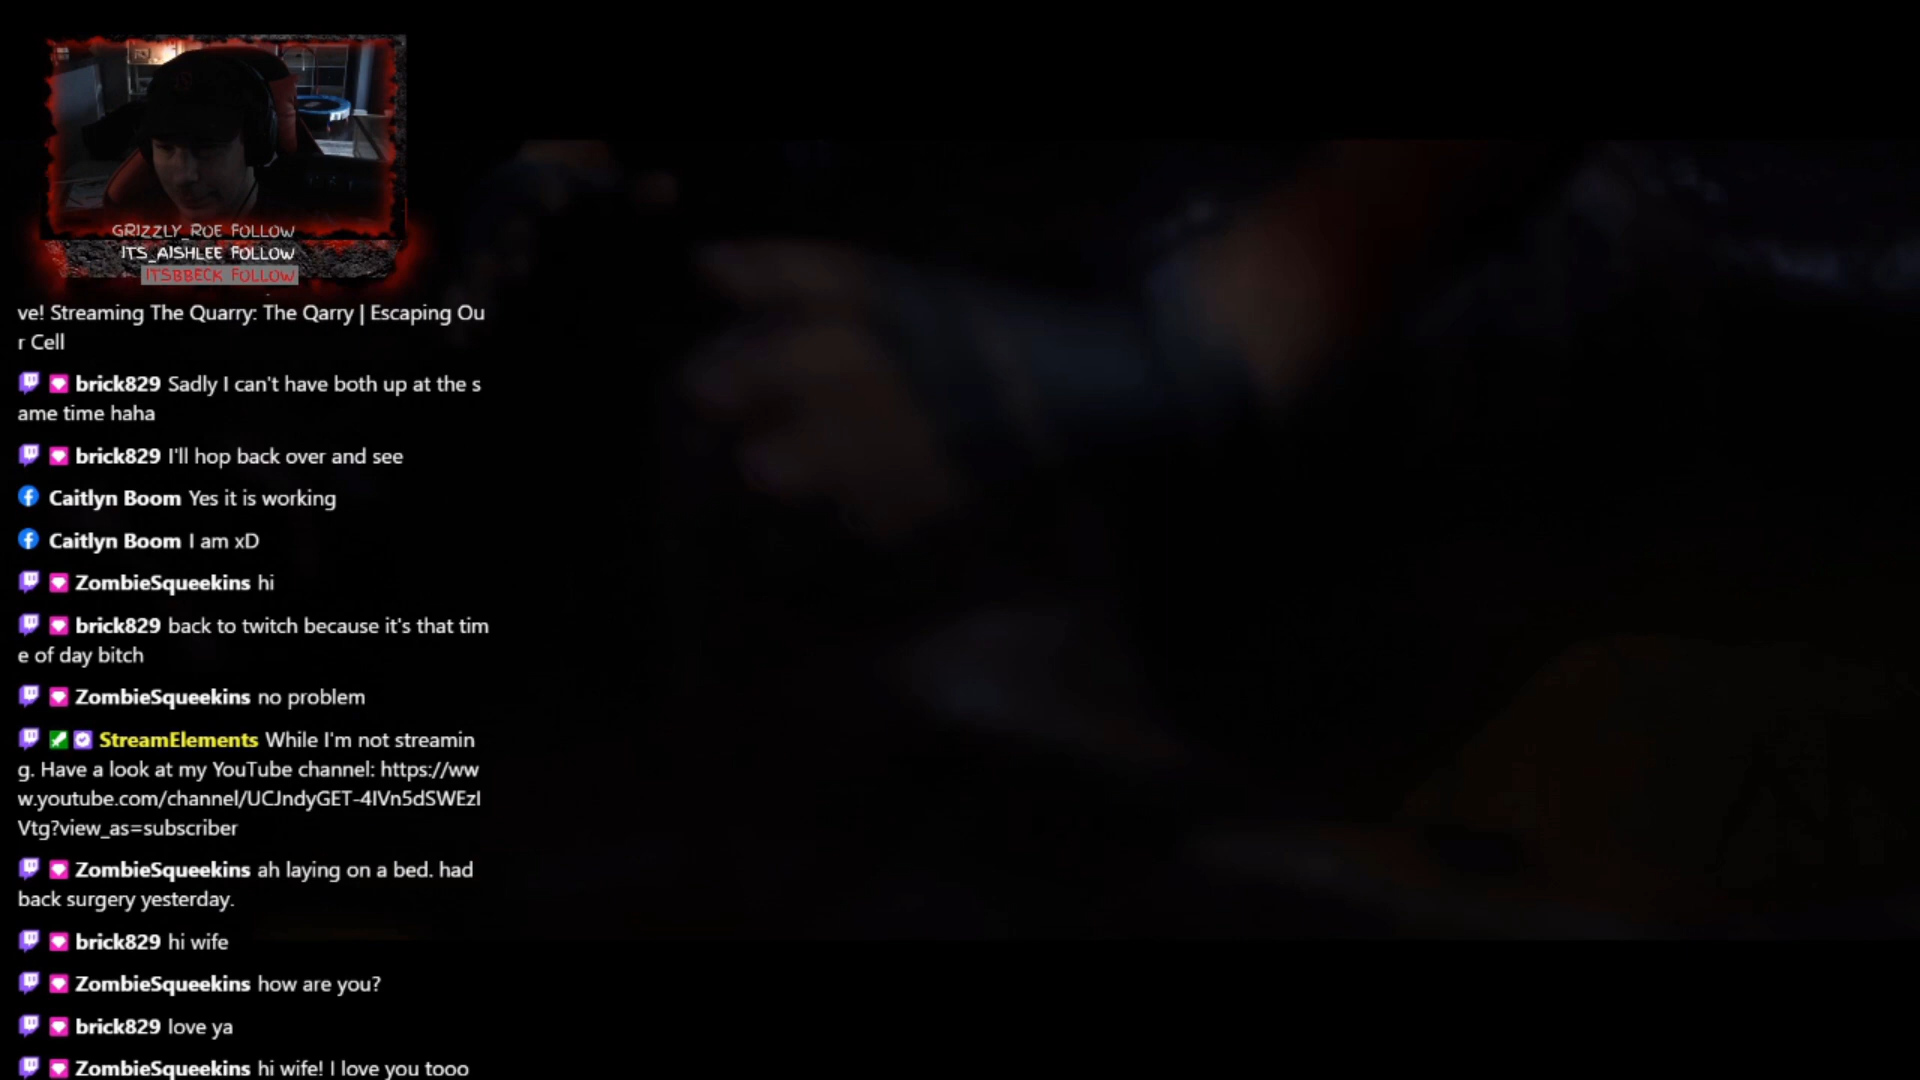 GRIZZLY_ROE FOLLOW
ITS_AISHLEE FOLLOW
ITSBBECK FOLLOW
ve! Streaming The Quarry: The Qarry | Escaping Ou
r Cell
brick829 Sadly I can't have both up at the s
ame time haha
brick829 I'll hop back over and see
Caitlyn Boom Yes it is working
Caitlyn Boom I am xD
ZombieSqueekins hi
brick829 back to twitch because it's that tim
e of day bitch
ZombieSqueekins no problem
StreamElements While I'm not streamin
g. Have a look at my YouTube channel: https://ww
w.youtube.com/channel/UCJndyGET-4IVn5dSWEzI
Vtg?view_as=subscriber
ZombieSqueekins ah laying on a bed. had
back surgery yesterday.
brick829 hi wife
ZombieSqueekins how are you?
brick829 love ya
ZombieSqueekins hi wife! I love you tooo